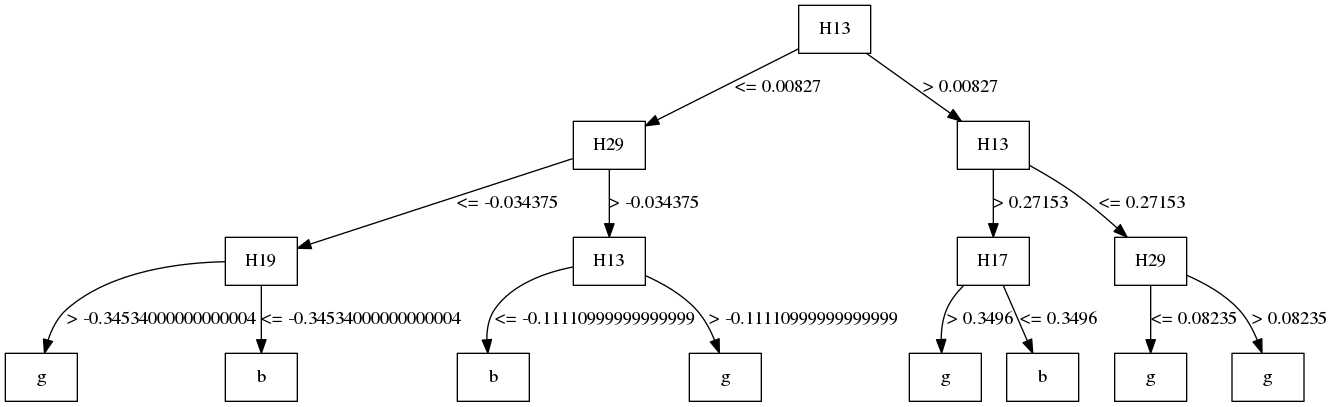 H13
<= 0.00827
> 0.00827
H29
H13
<= -0.034375
> -0.034375
> 0.27153
<= 0.27153
H19
H13
H17
H29
> -0.34534000000000004
<= -0.34534000000000004
<= -0.11110999999999999
> -0.11110999999999999
> 0.3496
<= 0.3496
<= 0.08235
> 0.08235
g
b
b
g
g
b
g
g